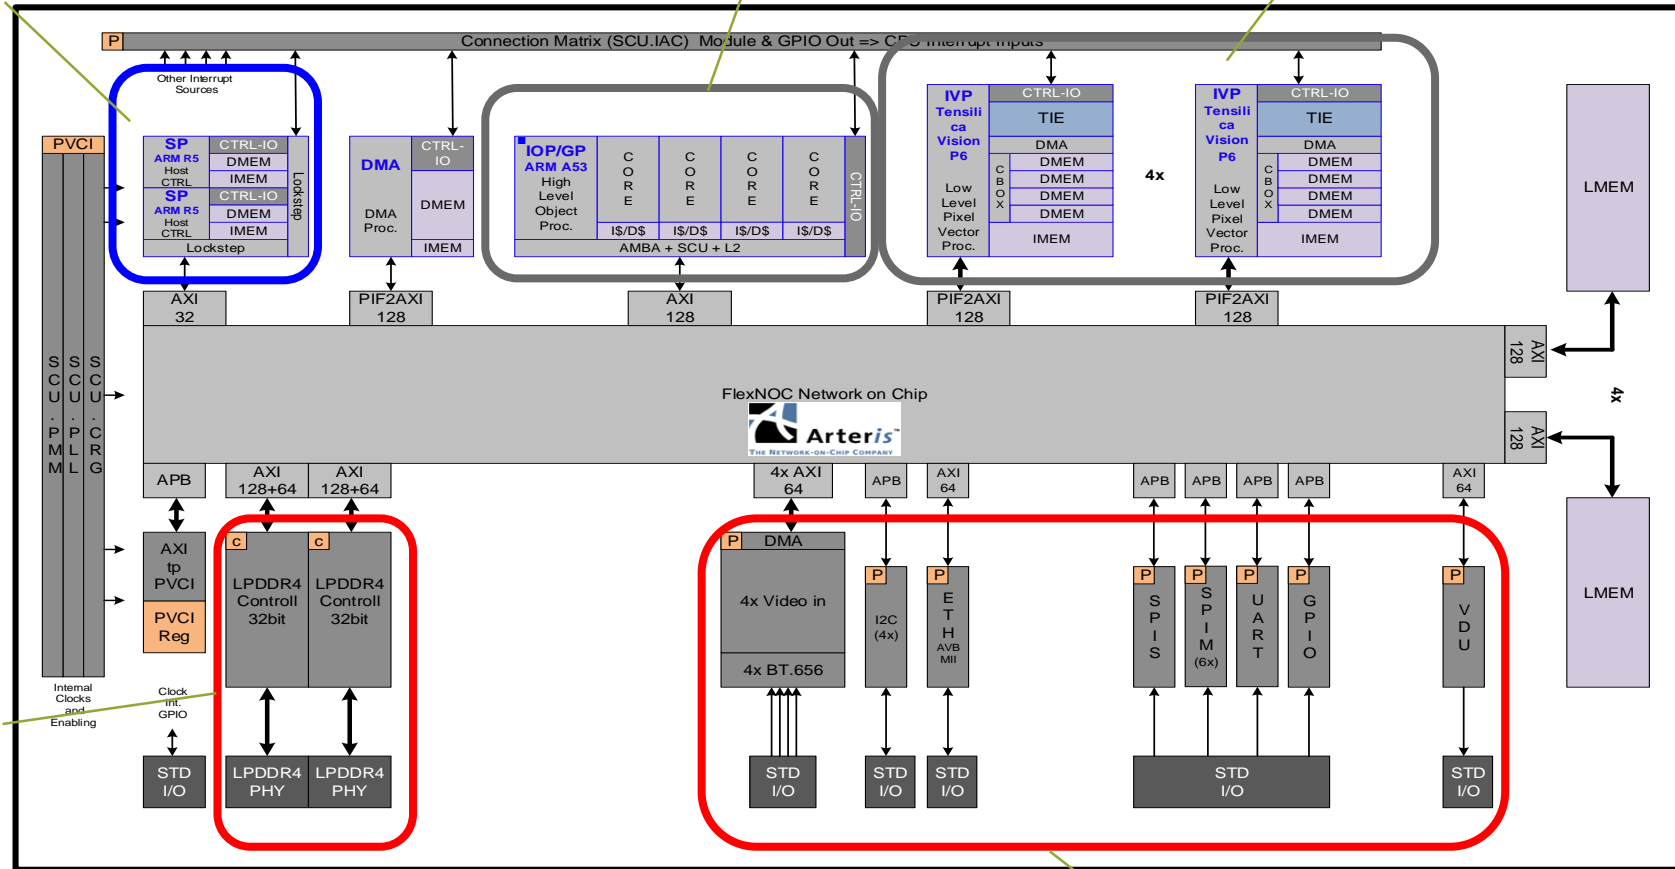 P
Connection Matrix (SCU.IAC)  Module & GPIO Out => CPU Interrupt Inputs
Other Interrupt
Sources
PVCI
SCU.PMM
SCU.PLL
SCU.CRG
Internal
Clocks
and
Enabling
SP
ARM R5
Host
CTRL
CTRL-IO
DMEM
IMEM
SP
ARM R5
Host
CTRL
CTRL-IO
DMEM
IMEM
Lockstep
Lockstep
DMA
DMA
Proc.
CTRL-
IO
DMEM
IMEM
IOP/GP
ARM A53
High
Level
Object
Proc.
CORE
CORE
CORE
CORE
I$/D$
I$/D$
I$/D$
I$/D$
AMBA + SCU + L2
CTRL-IO
IVP
Tensili
ca
Vision
P6
Low
Level
Pixel
Vector
Proc.
CTRL-IO
TIE
DMA
CBOX
DMEM
DMEM
DMEM
DMEM
IMEM
4x
IVP
Tensili
ca
Vision
P6
Low
Level
Pixel
Vector
Proc.
CTRL-IO
TIE
DMA
CBOX
DMEM
DMEM
DMEM
DMEM
IMEM
LMEM
AXI
32
PIF2AXI
128
AXI
128
PIF2AXI
128
PIF2AXI
128
AXI
128
4x
AXI
128
LMEM
FlexNOC Network on Chip
Arteris™
THE NETWORK-ON-CHIP COMPANY
APB
AXI
128+64
AXI
128+64
4x AXI
64
APB
AXI
64
APB
APB
APB
APB
AXI
64
AXI
tp
PVCI
PVCI
Reg
Clock
Int.
GPIO
STD
I/O
c
LPDDR4
Controll
32bit
c
LPDDR4
Controll
32bit
LPDDR4
PHY
LPDDR4
PHY
P
DMA
4x Video in
4x BT.656
STD
I/O
P
I2C
(4x)
STD
I/O
P
ETH
AVB
MII
STD
I/O
P
SPIS
P
SPIM
(6x)
P
UART
P
GPIO
STD
I/O
P
VDU
STD
I/O